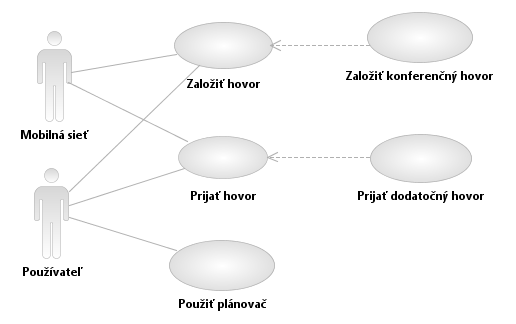 Založiť hovor
Založiť konferenčný hovor
Mobilná sieť
Prijať hovor
Prijať dodatočný hovor
Používateľ
Použiť plánovač